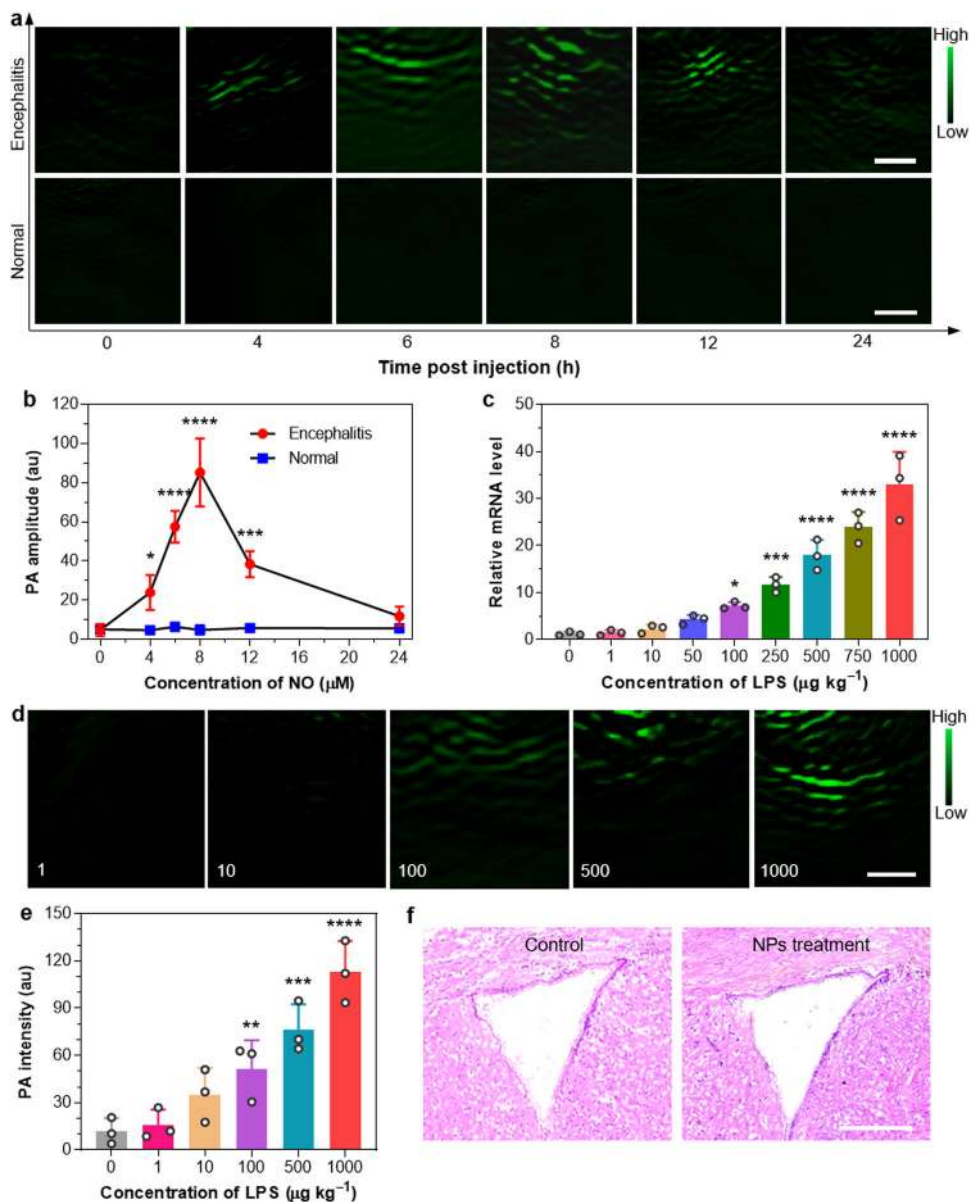 a
Encephalitis
High
Low
Normal
0 4 6 8 12 24
Time post injection (h)
b
120
100
80
60
40
20
0
PA amplitude (au)
* **** **** ***
Encephalitis
Normal
0 4 8 12 16 20 24
Concentration of NO (μM)
c
50
40
30
20
10
0
Relative mRNA level
* *** **** **** ****
0 1 10 50 100 250 500 750 1000
Concentration of LPS (μg kg⁻¹)
d
1 10 100 500 1000
High
Low
e
150
120
90
60
30
0
PA intensity (au)
** *** ****
0 1 10 100 500 1000
Concentration of LPS (μg kg⁻¹)
f
Control
NPs treatment